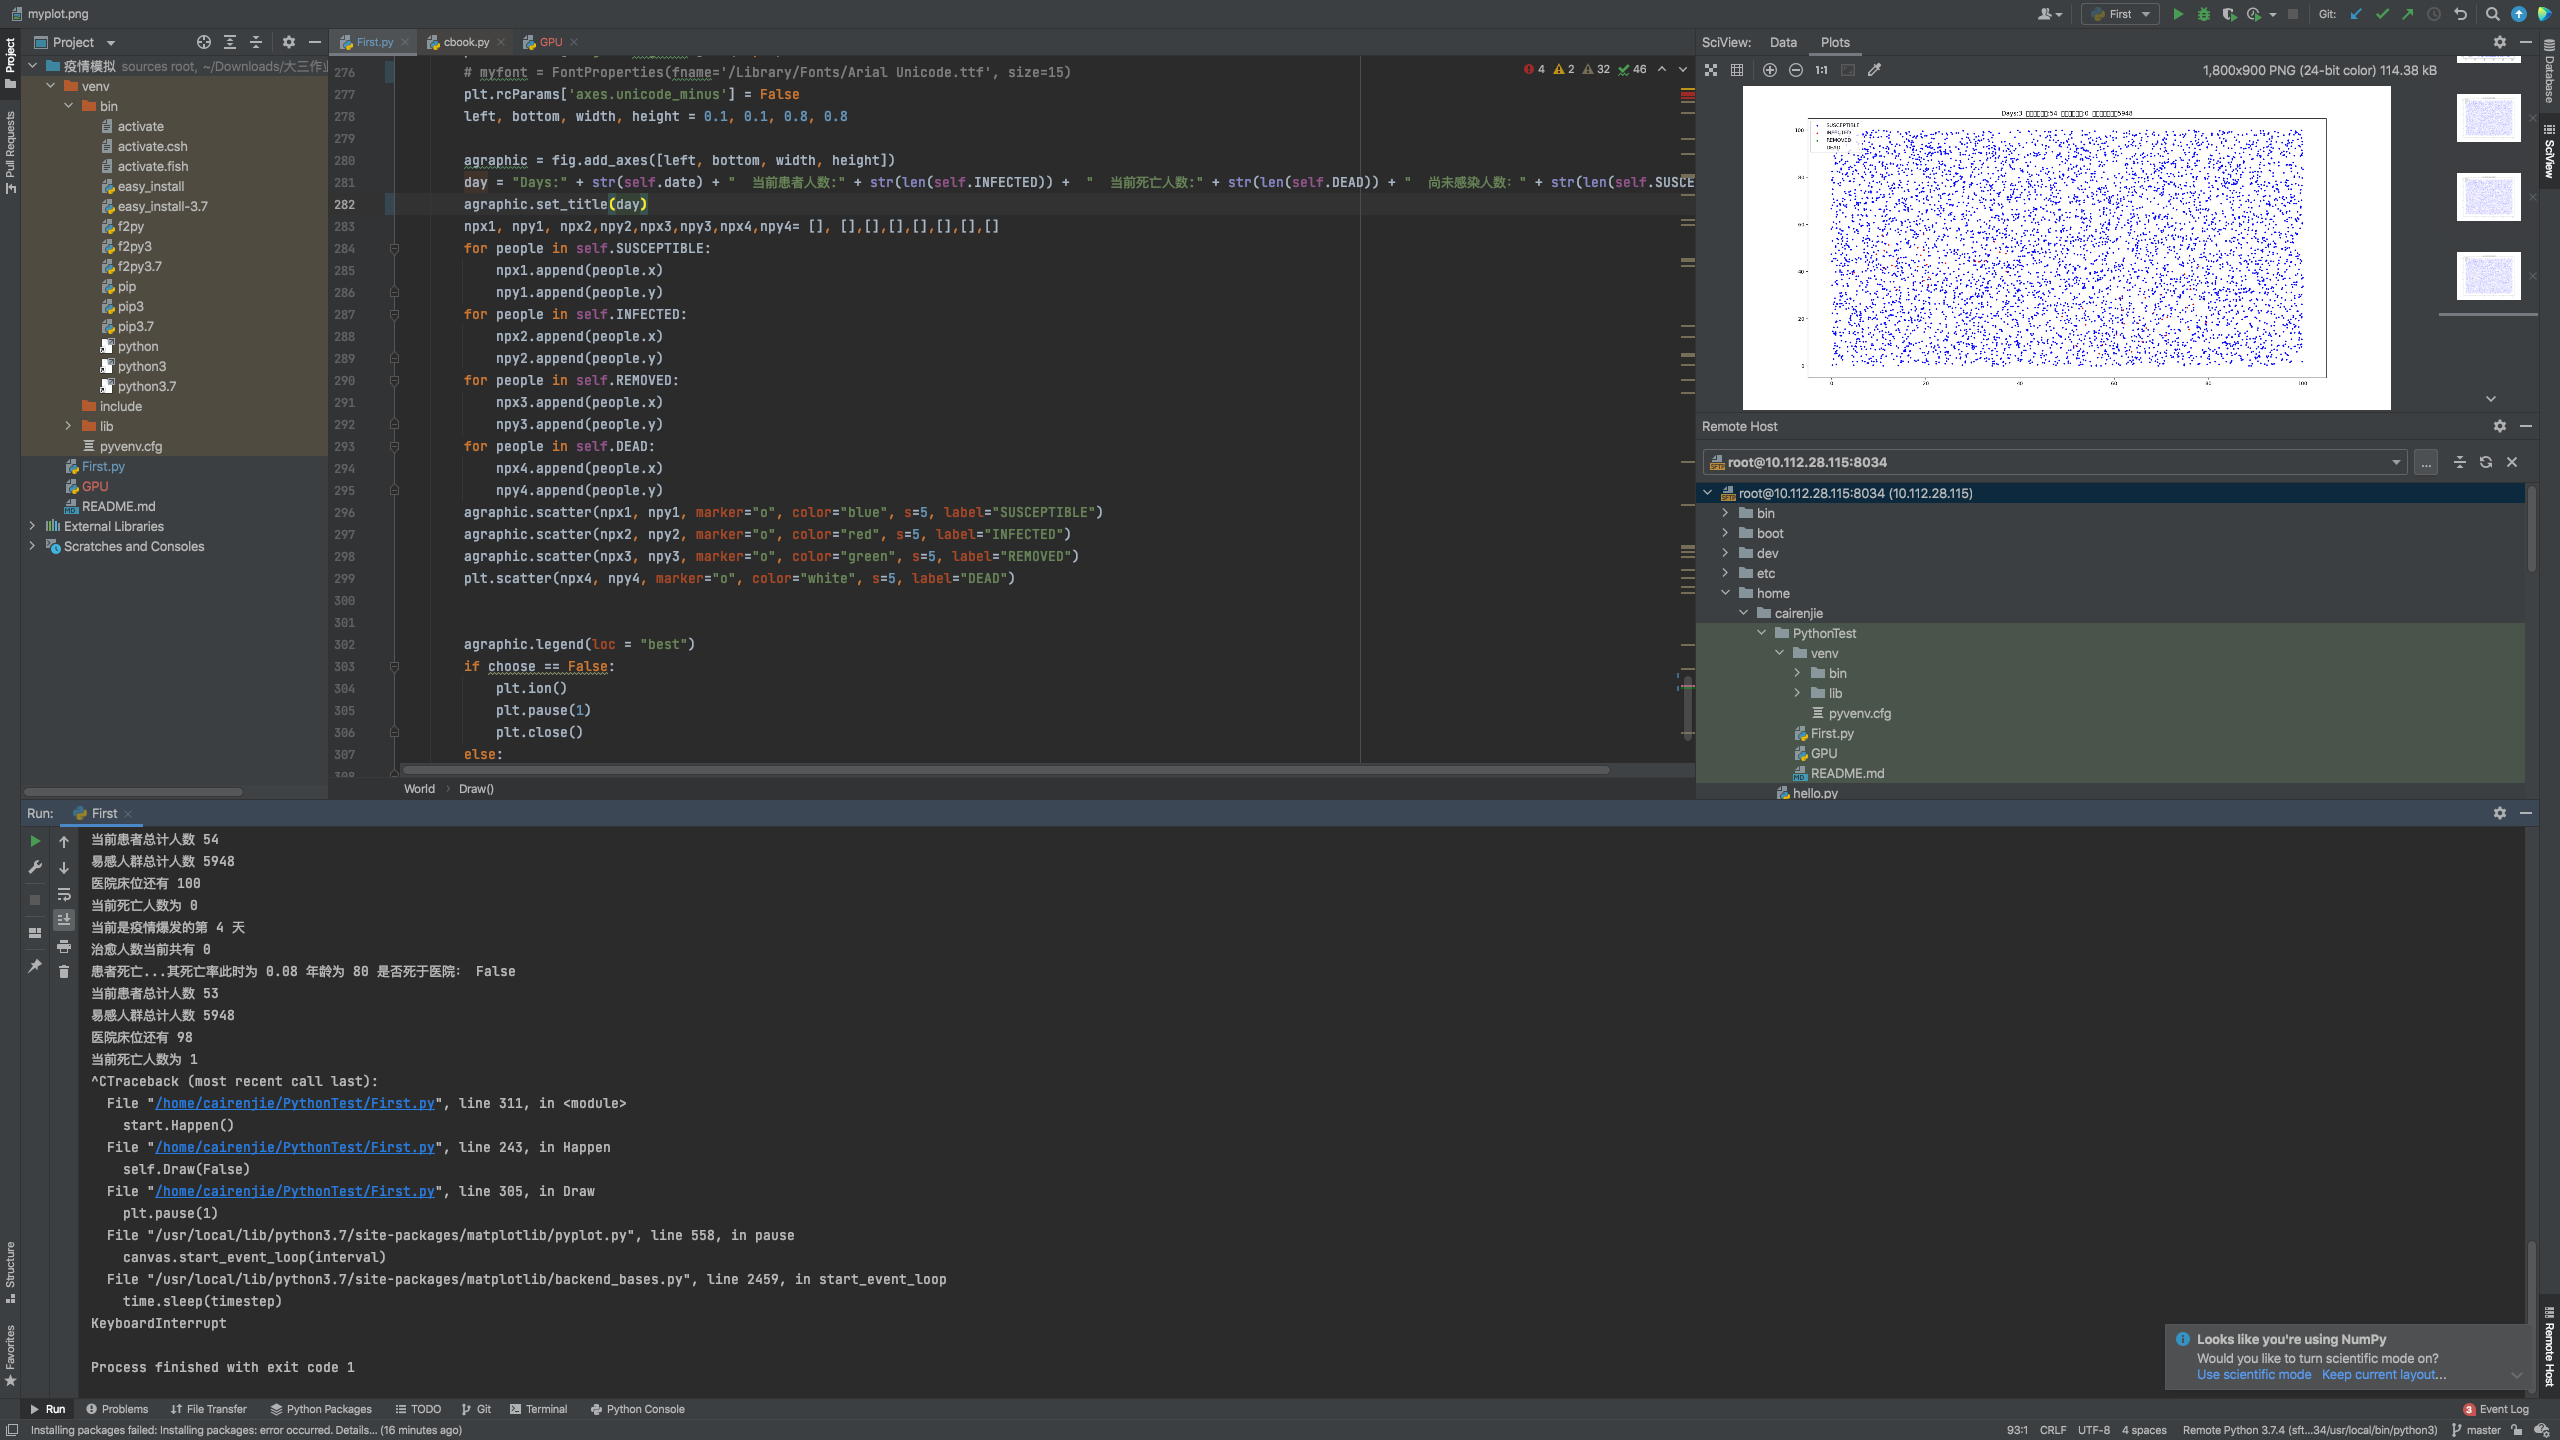 myplot.png
First
Git:
Project
First.py
cbook.py
GPU
SciView:
Data
Plots
疫情模拟 sources root, ~/Downloads/大三作业
venv
bin
activate
activate.csh
activate.fish
easy_install
easy_install-3.7
f2py
f2py3
f2py3.7
pip
pip3
pip3.7
python
python3
python3.7
include
lib
pyvenv.cfg
First.py
GPU
README.md
External Libraries
Scratches and Consoles
Project
Pull Requests
Structure
Favorites
4 2 32 46
276 # myfont = FontProperties(fname='/Library/Fonts/Arial Unicode.ttf', size=15)
277 plt.rcParams['axes.unicode_minus'] = False
278 left, bottom, width, height = 0.1, 0.1, 0.8, 0.8
279
280 agraphic = fig.add_axes([left, bottom, width, height])
281 day = "Days:" + str(self.date) + "  当前患者人数:" + str(len(self.INFECTED)) +  "  当前死亡人数:" + str(len(self.DEAD)) + "  尚未感染人数: " + str(len(self.SUSCE
282 agraphic.set_title(day)
283 npx1, npy1, npx2,npy2,npx3,npy3,npx4,npy4= [], [],[],[],[],[],[],[]
284 for people in self.SUSCEPTIBLE:
285 npx1.append(people.x)
286 npy1.append(people.y)
287 for people in self.INFECTED:
288 npx2.append(people.x)
289 npy2.append(people.y)
290 for people in self.REMOVED:
291 npx3.append(people.x)
292 npy3.append(people.y)
293 for people in self.DEAD:
294 npx4.append(people.x)
295 npy4.append(people.y)
296 agraphic.scatter(npx1, npy1, marker="o", color="blue", s=5, label="SUSCEPTIBLE")
297 agraphic.scatter(npx2, npy2, marker="o", color="red", s=5, label="INFECTED")
298 agraphic.scatter(npx3, npy3, marker="o", color="green", s=5, label="REMOVED")
299 plt.scatter(npx4, npy4, marker="o", color="white", s=5, label="DEAD")
300
301
302 agraphic.legend(loc = "best")
303 if choose == False:
304 plt.ion()
305 plt.pause(1)
306 plt.close()
307 else:
308
World
Draw()
1:1
1,800x900 PNG (24-bit color) 114.38 kB
SUSCEPTIBLE
INFECTED
REMOVED
DEAD
100
80
60
40
20
0
0 20 40 60 80 100
Remote Host
root@10.112.28.115:8034
...
root@10.112.28.115:8034 (10.112.28.115)
bin
boot
dev
etc
home
cairenjie
PythonTest
venv
bin
lib
pyvenv.cfg
First.py
GPU
README.md
hello.py
Database
SciView
Remote Host
Run:
First
当前患者总计人数 54
易感人群总计人数 5948
医院床位还有 100
当前死亡人数为 0
当前是疫情爆发的第 4 天
治愈人数当前共有 0
患者死亡...其死亡率此时为 0.08 年龄为 80 是否死于医院: False
当前患者总计人数 53
易感人群总计人数 5948
医院床位还有 98
当前死亡人数为 1
^CTraceback (most recent call last):
File "/home/cairenjie/PythonTest/First.py", line 311, in <module>
start.Happen()
File "/home/cairenjie/PythonTest/First.py", line 243, in Happen
self.Draw(False)
File "/home/cairenjie/PythonTest/First.py", line 305, in Draw
plt.pause(1)
File "/usr/local/lib/python3.7/site-packages/matplotlib/pyplot.py", line 558, in pause
canvas.start_event_loop(interval)
File "/usr/local/lib/python3.7/site-packages/matplotlib/backend_bases.py", line 2459, in start_event_loop
time.sleep(timestep)
KeyboardInterrupt
Process finished with exit code 1
Looks like you're using NumPy
Would you like to turn scientific mode on?
Use scientific mode Keep current layout...
Run
Problems
File Transfer
Python Packages
TODO
Git
Terminal
Python Console
3 Event Log
Installing packages failed: Installing packages: error occurred. Details... (16 minutes ago)
93:1 CRLF UTF-8 4 spaces Remote Python 3.7.4 (sft...34/usr/local/bin/python3) master